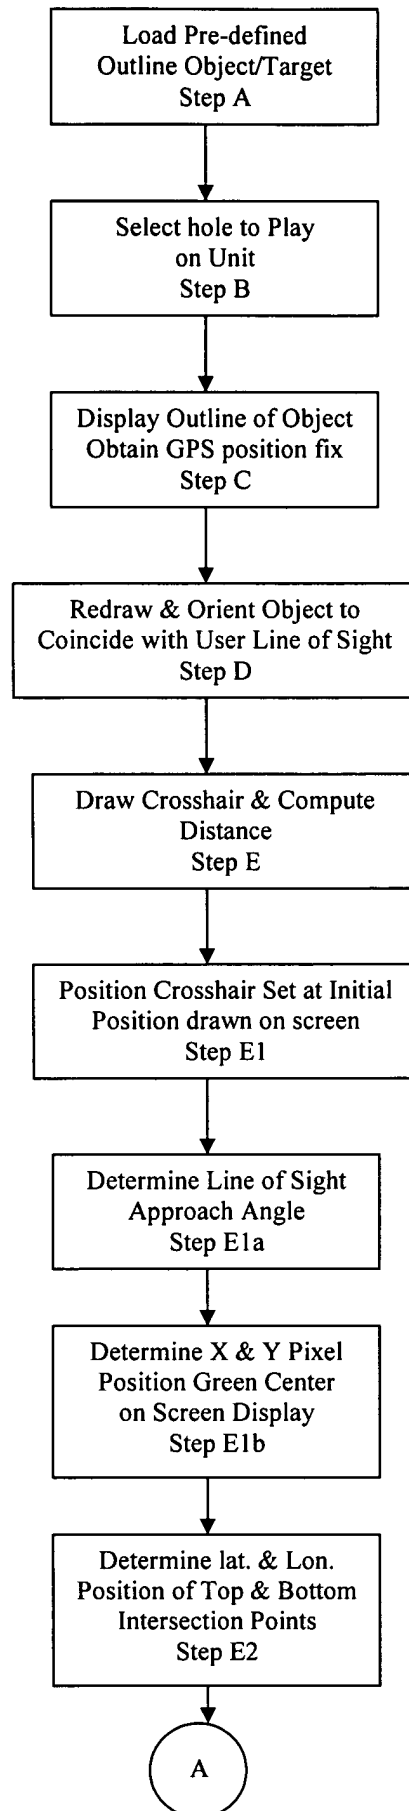 Load Pre-defined
Outline Object/Target
Step A
Select hole to Play
on Unit
Step B
Display Outline of Object
Obtain GPS position fix
Step C
Redraw & Orient Object to
Coincide with User Line of Sight
Step D
Draw Crosshair & Compute
Distance
Step E
Position Crosshair Set at Initial
Position drawn on screen
Step E1
Determine Line of Sight
Approach Angle
Step E1a
Determine X & Y Pixel
Position Green Center
on Screen Display
Step E1b
Determine lat. & Lon.
Position of Top & Bottom
Intersection Points
Step E2
A